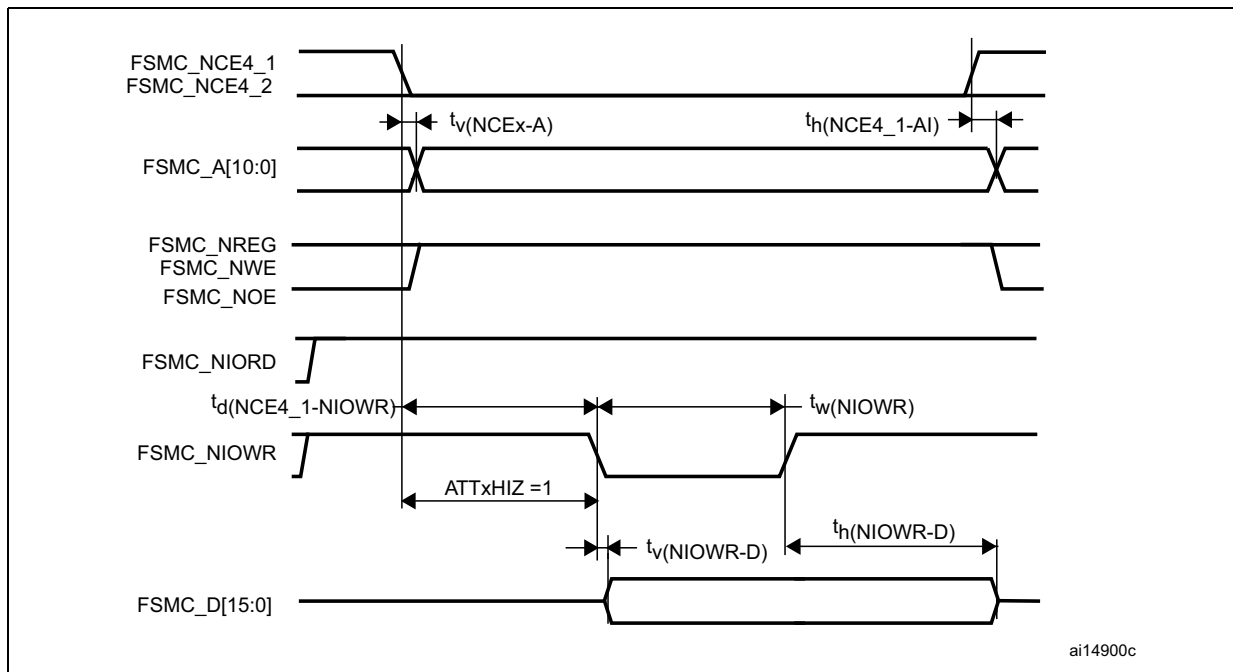 FSMC_NCE4_1
FSMC_NCE4_2
tv(NCEx-A)
th(NCE4_1-AI)
FSMC_A[10:0]
FSMC_NREG
FSMC_NWE
FSMC_NOE
FSMC_NIORD
td(NCE4_1-NIOWR)
tw(NIOWR)
FSMC_NIOWR
ATTxHIZ =1
tv(NIOWR-D)
th(NIOWR-D)
FSMC_D[15:0]
ai14900c